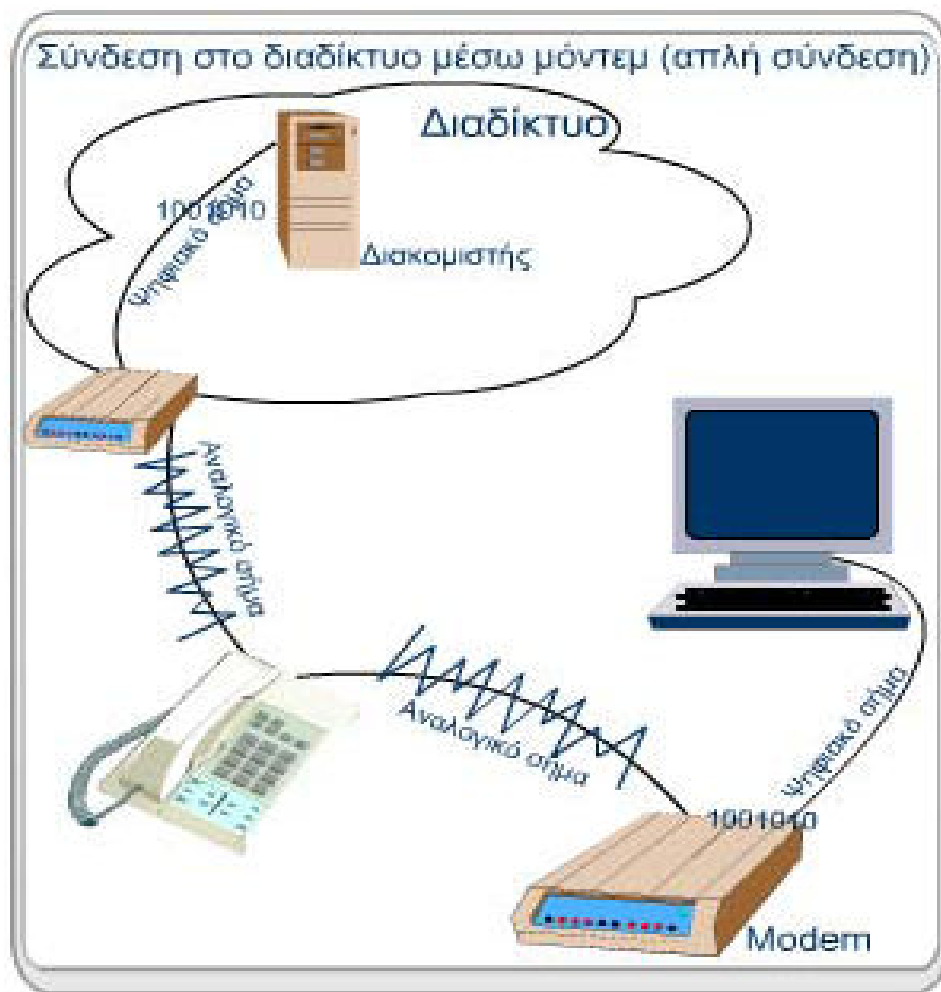 Σύνδεση στο διαδίκτυο μέσω μόντεμ (απλή σύνδεση)
Διαδίκτυο
1001010
Ψηφιακό σήμα
Διακομιστής
Αναλογικό σήμα
Αναλογικό σήμα
Ψηφιακό σήμα
1001010
Modem